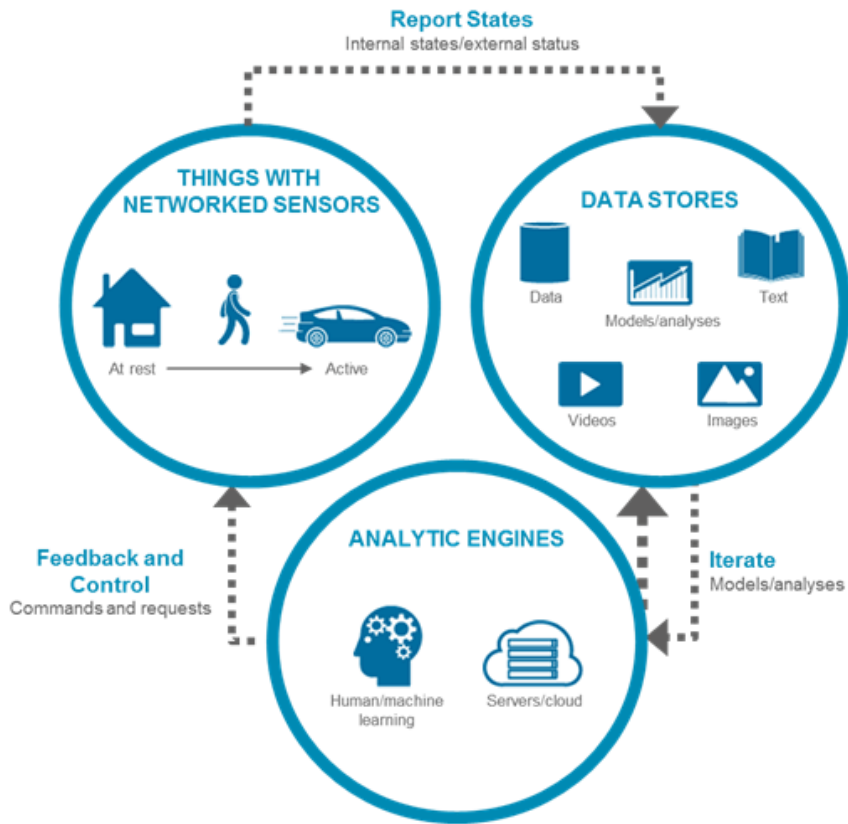 Report States
Internal states/external status
THINGS WITH
NETWORKED SENSORS
At rest
Active
DATA STORES
Data
Models/analyses
Text
Videos
Images
Feedback and
Control
Commands and requests
ANALYTIC ENGINES
Human/machine
learning
Servers/cloud
Iterate
Models/analyses